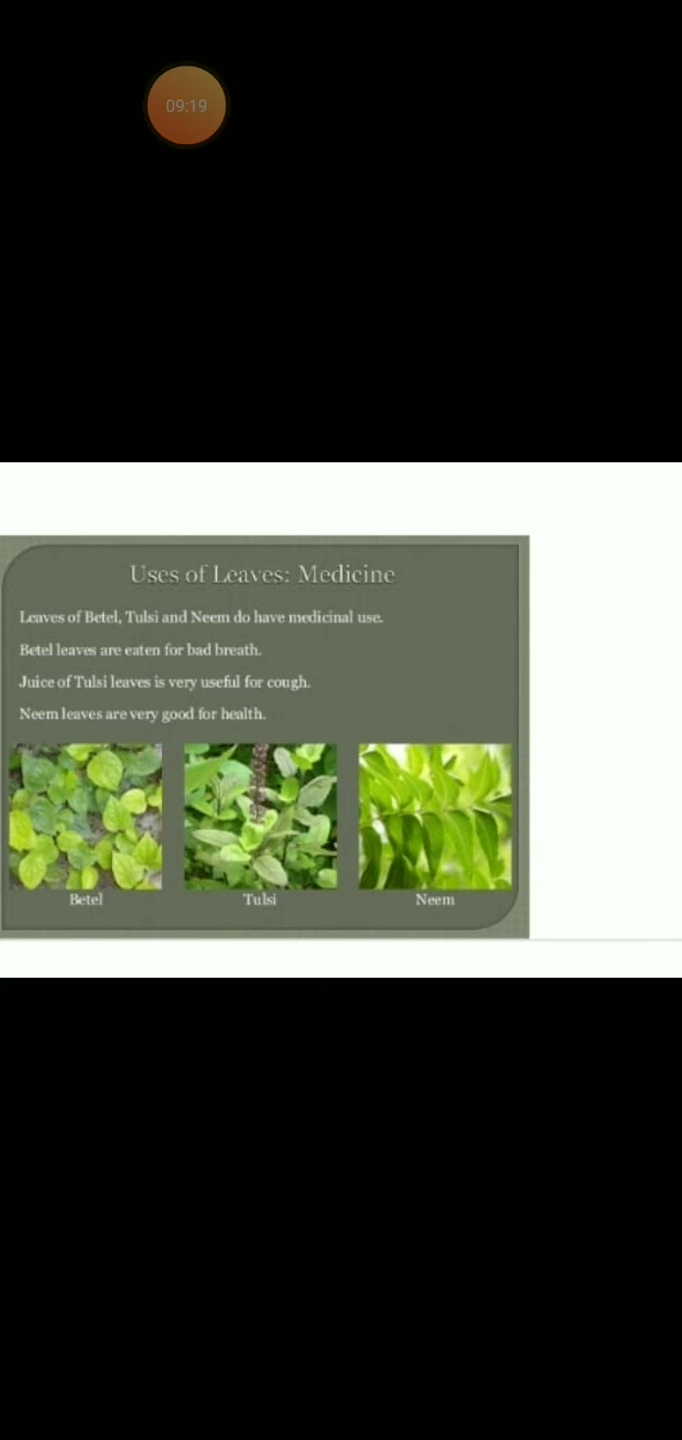 09:19
Uses of Leaves: Medicine
Leaves of Betel, Tulsi and Neem do have medicinal use.
Betel leaves are eaten for bad breath.
Juice of Tulsi leaves is very useful for cough.
Neem leaves are very good for health.
Betel
Tulsi
Neem